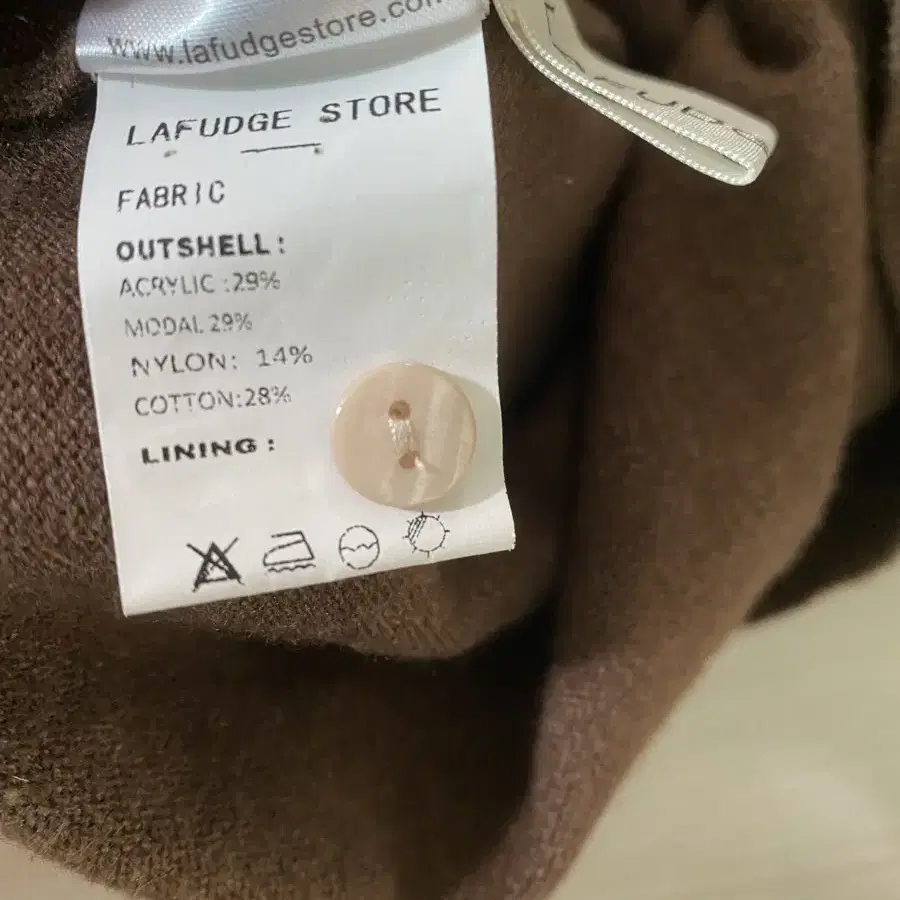 www.lafudgestore.com
LAFUDGE STORE
FABRIC
OUTSHELL:
ACRYLIC :29%
MODAL 29%
NYLON: 14%
COTTON:28%
LINING: